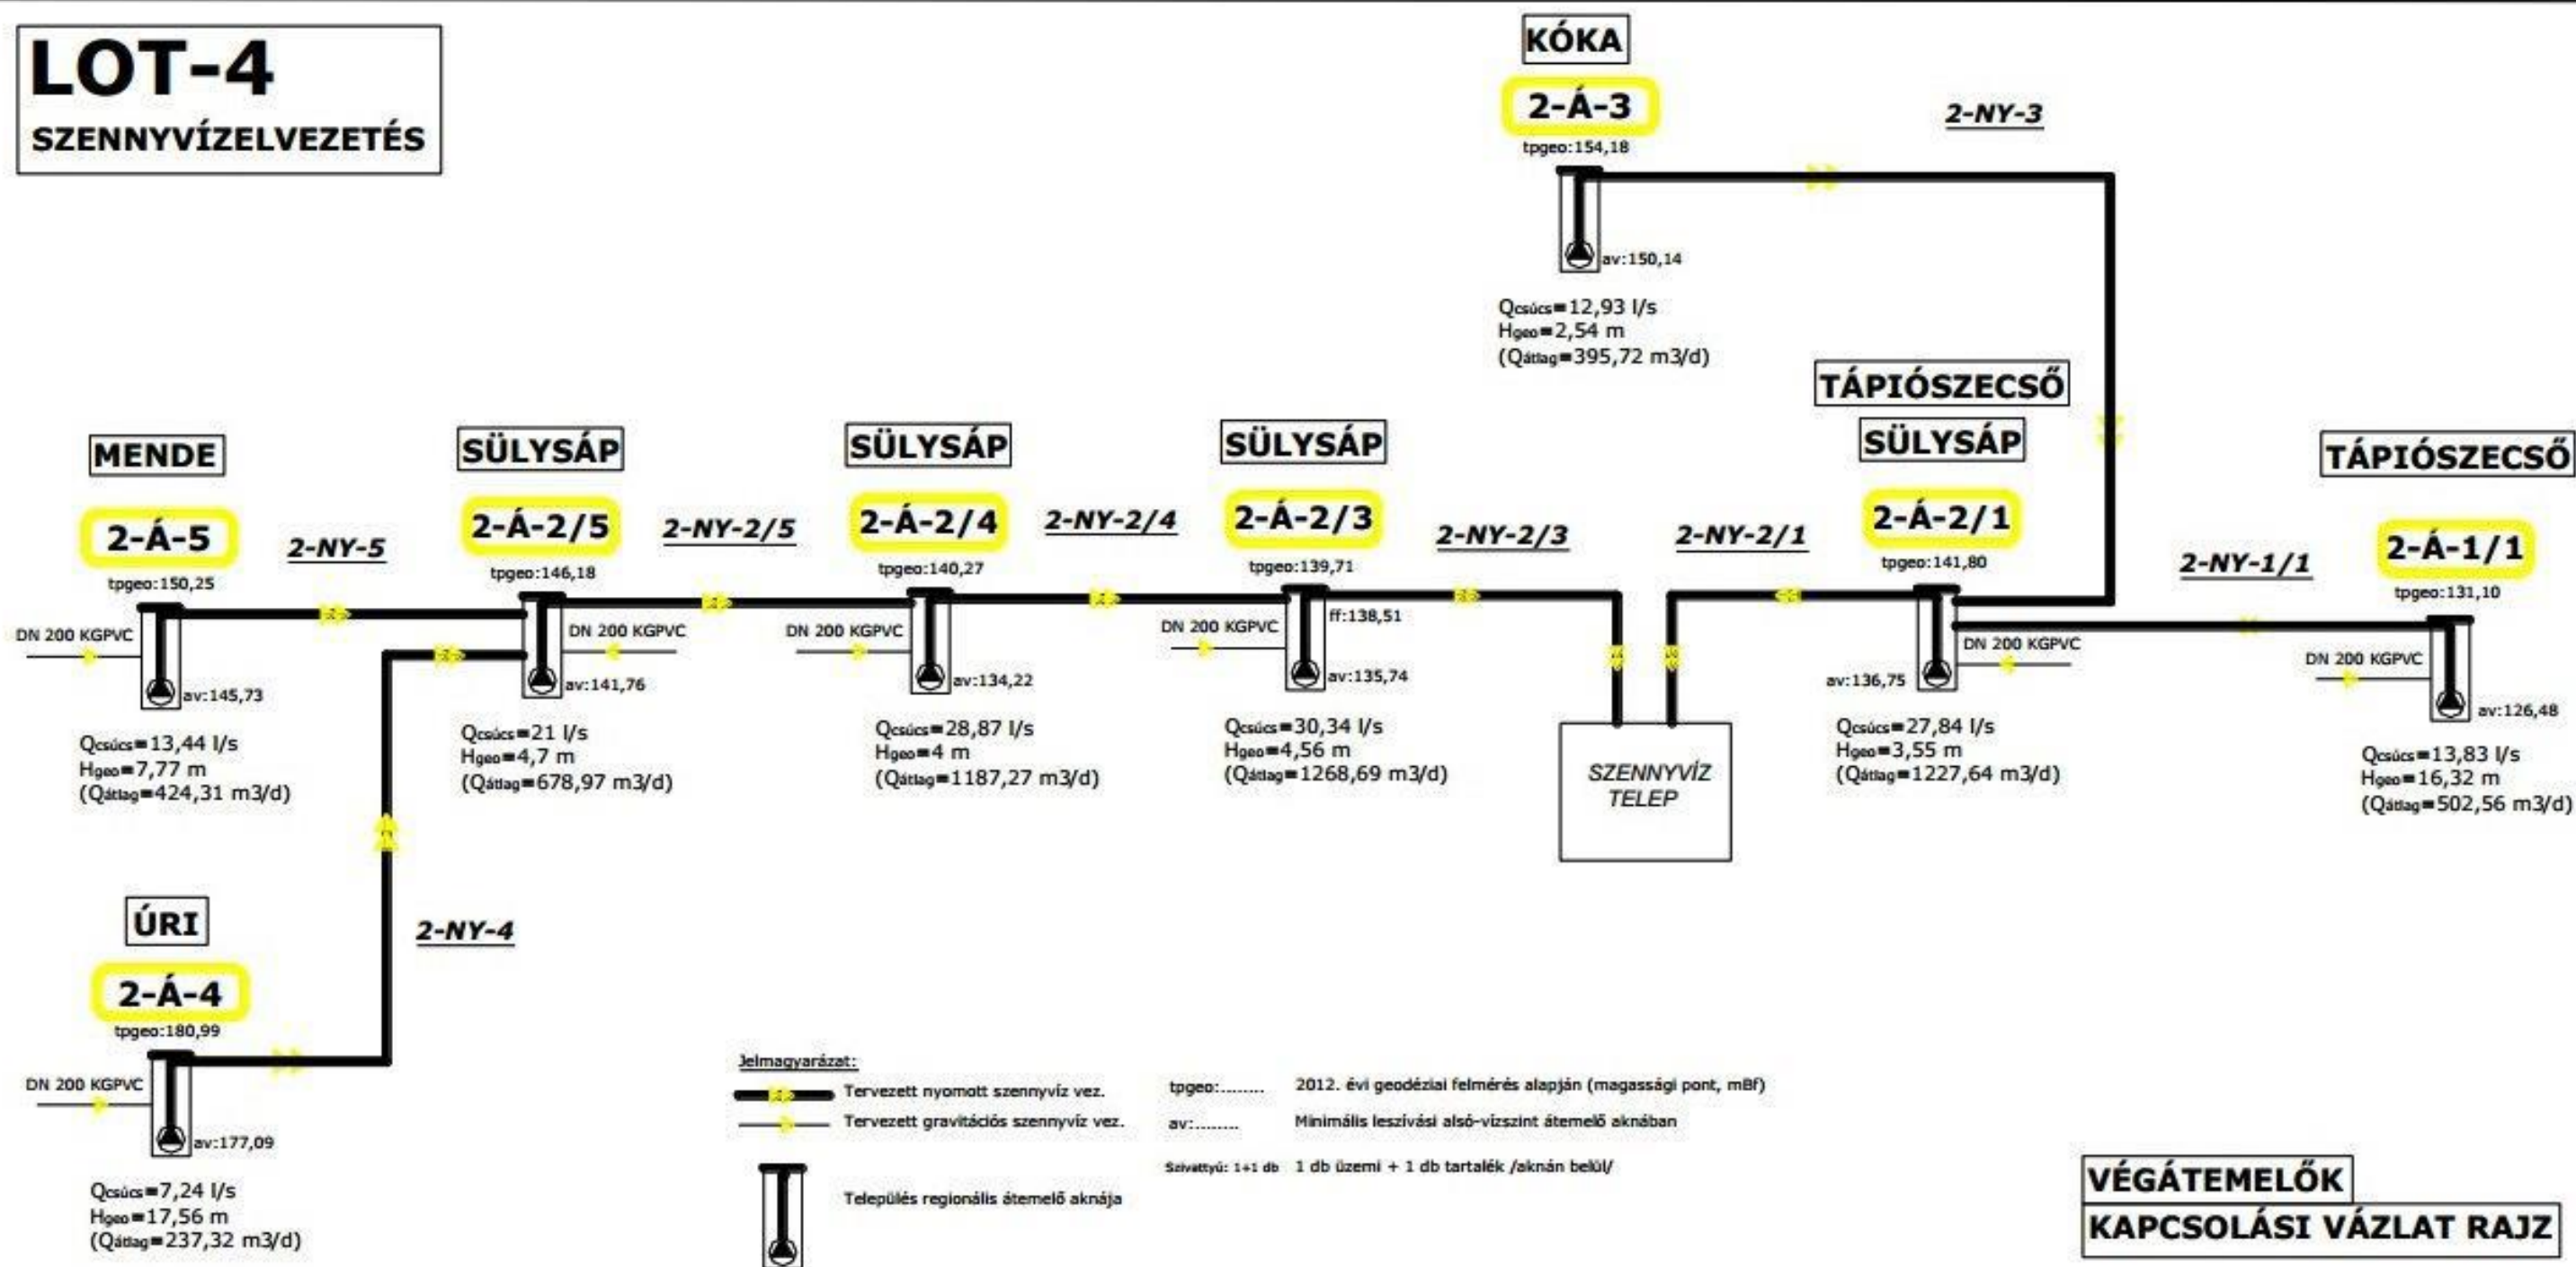 LOT-4
SZENNYVÍZELVEZETÉS
KÓKA
2-Á-3
tpgeo:154,18
2-NY-3
av:150,14
Qcsúcs=12,93 l/s
Hgeo=2,54 m
(Qátlag=395,72 m3/d)
MENDE
2-Á-5
tpgeo:150,25
2-NY-5
DN 200 KGPVC
av:145,73
Qcsúcs=13,44 l/s
Hgeo=7,77 m
(Qátlag=424,31 m3/d)
SÜLYSÁP
2-Á-2/5
tpgeo:146,18
2-NY-2/5
DN 200 KGPVC
av:141,76
Qcsúcs=21 l/s
Hgeo=4,7 m
(Qátlag=678,97 m3/d)
SÜLYSÁP
2-Á-2/4
tpgeo:140,27
2-NY-2/4
DN 200 KGPVC
av:134,22
Qcsúcs=28,87 l/s
Hgeo=4 m
(Qátlag=1187,27 m3/d)
SÜLYSÁP
2-Á-2/3
tpgeo:139,71
2-NY-2/3
ff:138,51
DN 200 KGPVC
av:135,74
Qcsúcs=30,34 l/s
Hgeo=4,56 m
(Qátlag=1268,69 m3/d)
SZENNYVÍZ
TELEP
TÁPIÓSZECSŐ
SÜLYSÁP
2-NY-2/1
2-Á-2/1
tpgeo:141,80
DN 200 KGPVC
av:136,75
Qcsúcs=27,84 l/s
Hgeo=3,55 m
(Qátlag=1227,64 m3/d)
TÁPIÓSZECSŐ
2-NY-1/1
2-Á-1/1
tpgeo:131,10
DN 200 KGPVC
av:126,48
Qcsúcs=13,83 l/s
Hgeo=16,32 m
(Qátlag=502,56 m3/d)
ÚRI
2-NY-4
2-Á-4
tpgeo:180,99
DN 200 KGPVC
av:177,09
Qcsúcs=7,24 l/s
Hgeo=17,56 m
(Qátlag=237,32 m3/d)
Jelmagyarázat:
Tervezett nyomott szennyvíz vez.
Tervezett gravitációs szennyvíz vez.
Település regionális átemelő aknája
tpgeo:........ 2012. évi geodéziai felmérés alapján (magassági pont, mBf)
av:........ Minimális leszívási alsó-vízszint átemelő aknában
Szivattyú: 1+1 db 1 db üzemi + 1 db tartalék /aknán belül/
VÉGÁTEMELŐK
KAPCSOLÁSI VÁZLAT RAJZ